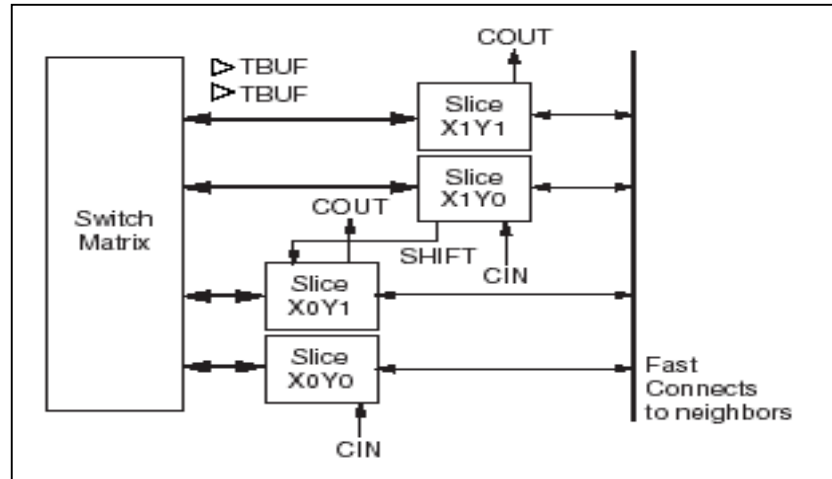 COUT
TBUF
TBUF
Slice
X1Y1
Slice
X1Y0
COUT
Switch
Matrix
SHIFT
CIN
Slice
X0Y1
Slice
X0Y0
Fast
Connects
to neighbors
CIN